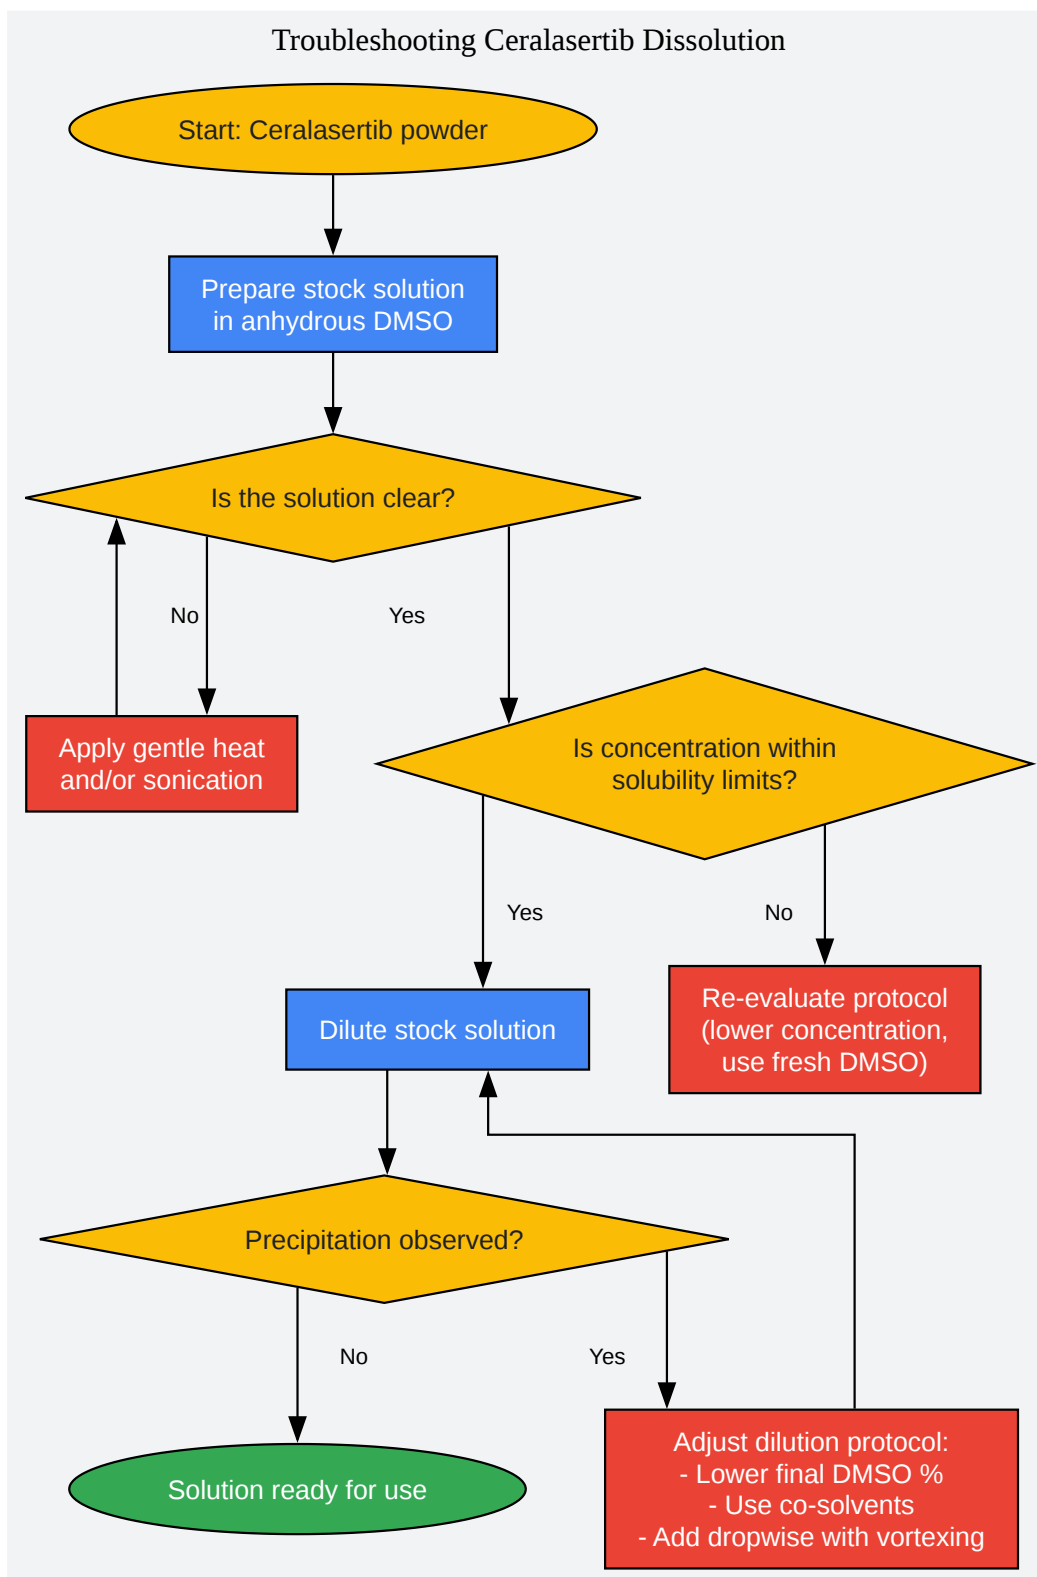 Troubleshooting Ceralasertib Dissolution
Start: Ceralasertib powder
Prepare stock solution
in anhydrous DMSO
Is the solution clear?
No
Yes
Apply gentle heat
and/or sonication
Is concentration within
solubility limits?
Yes
No
Dilute stock solution
Re-evaluate protocol
(lower concentration,
use fresh DMSO)
Precipitation observed?
No
Yes
Solution ready for use
Adjust dilution protocol:
- Lower final DMSO %
- Use co-solvents
- Add dropwise with vortexing